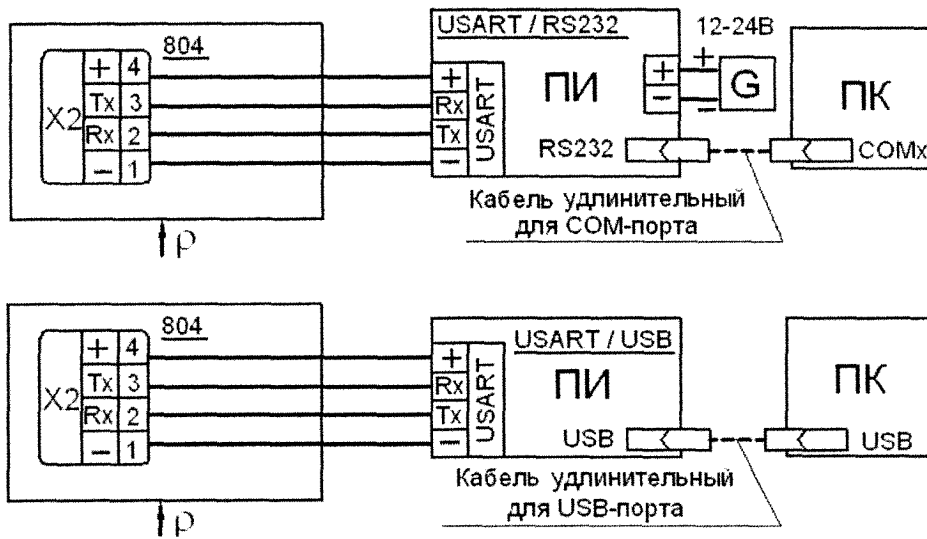 804
X2
+ 4
Tx 3
Rx 2
– 1
ρ
USART / RS232
ПИ
+
Rx
Tx
–
USART
+
–
12-24В
+
–
G
RS232
ПК
COMx
Кабель удлинительный
для COM-порта
804
X2
+ 4
Tx 3
Rx 2
– 1
ρ
USART / USB
ПИ
+
Rx
Tx
–
USART
USB
ПК
USB
Кабель удлинительный
для USB-порта